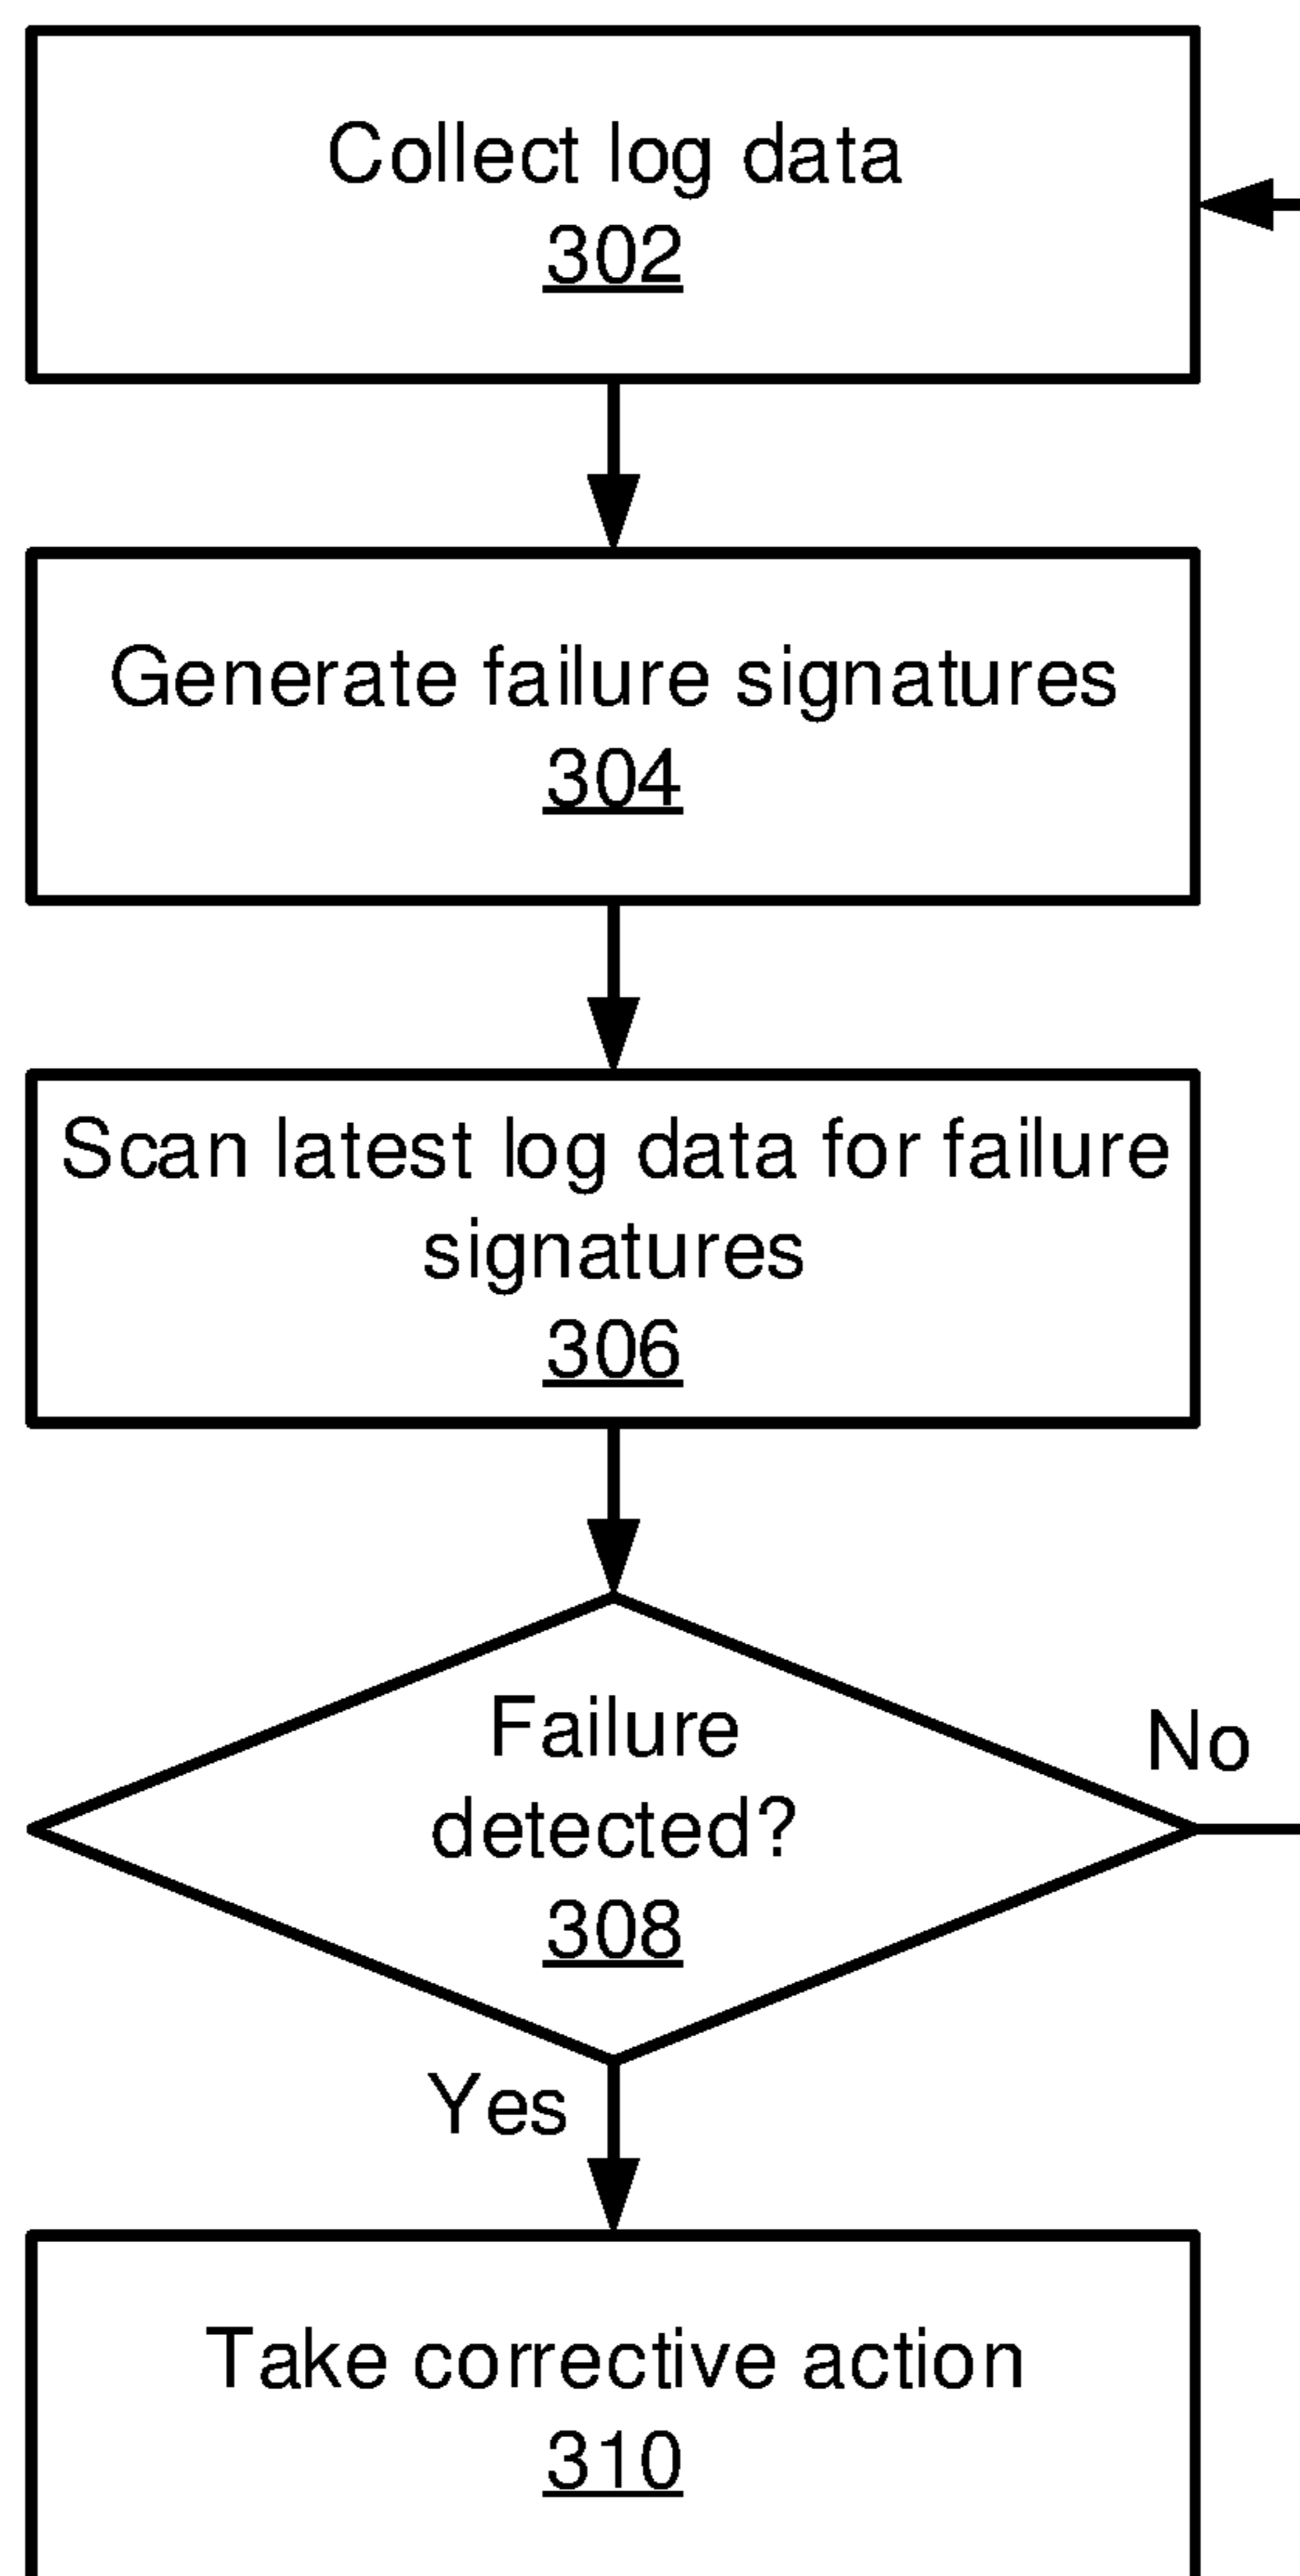 Collect log data
302
Generate failure signatures
304
Scan latest log data for failure
signatures
306
Failure
detected?
308
No
Yes
Take corrective action
310